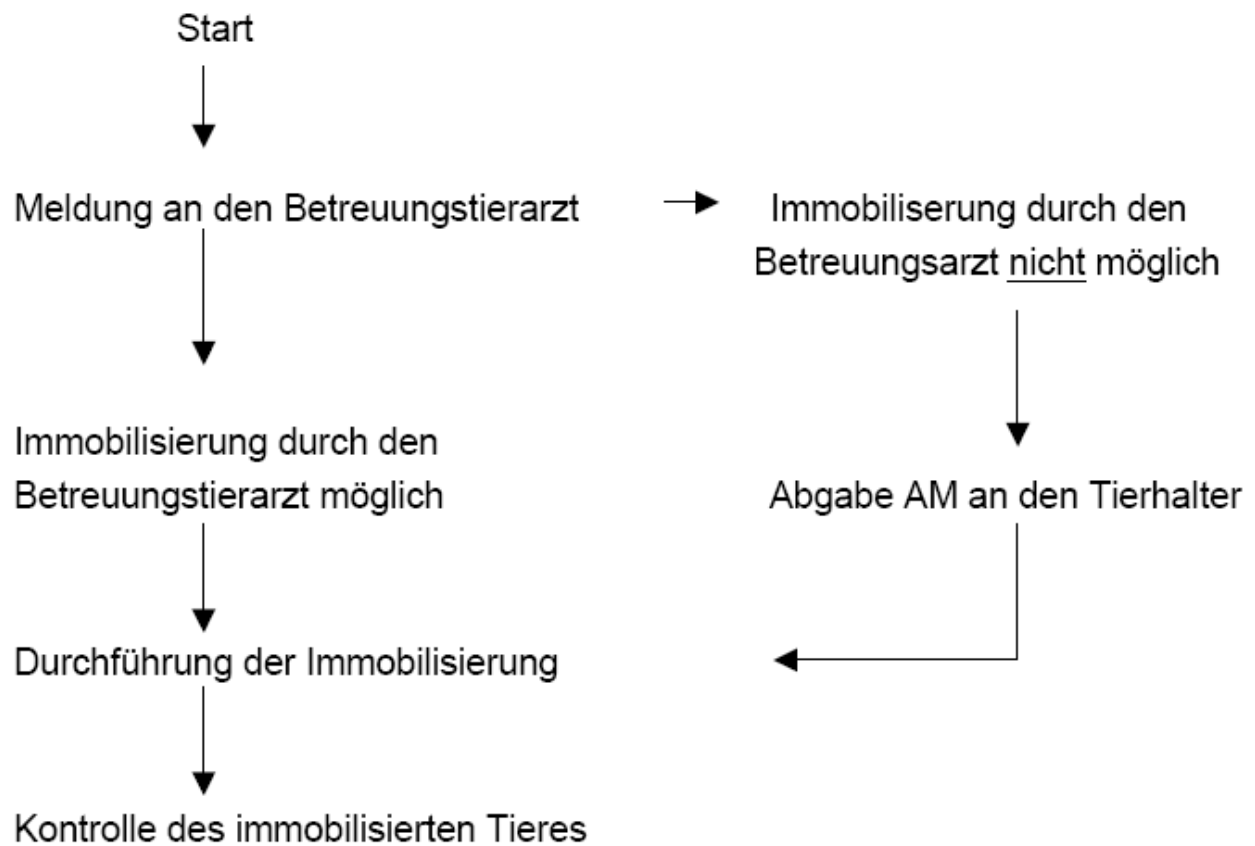 Start
Meldung an den Betreuungstierarzt
Immobiliserung durch den
Betreuungsarzt nicht möglich
Immobilisierung durch den
Betreuungstierarzt möglich
Abgabe AM an den Tierhalter
Durchführung der Immobilisierung
Kontrolle des immobilisierten Tieres